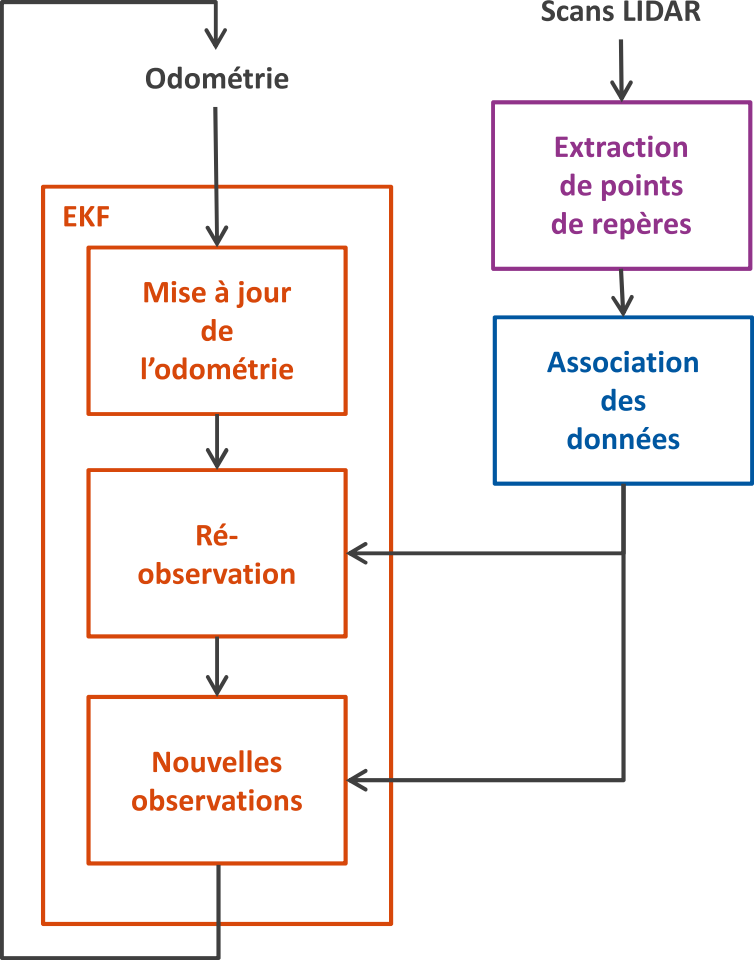 Scans LIDAR
Odométrie
Extraction
de points
de repères
EKF
Mise à jour
de
l’odométrie
Association
des
données
Ré-
observation
Nouvelles
observations